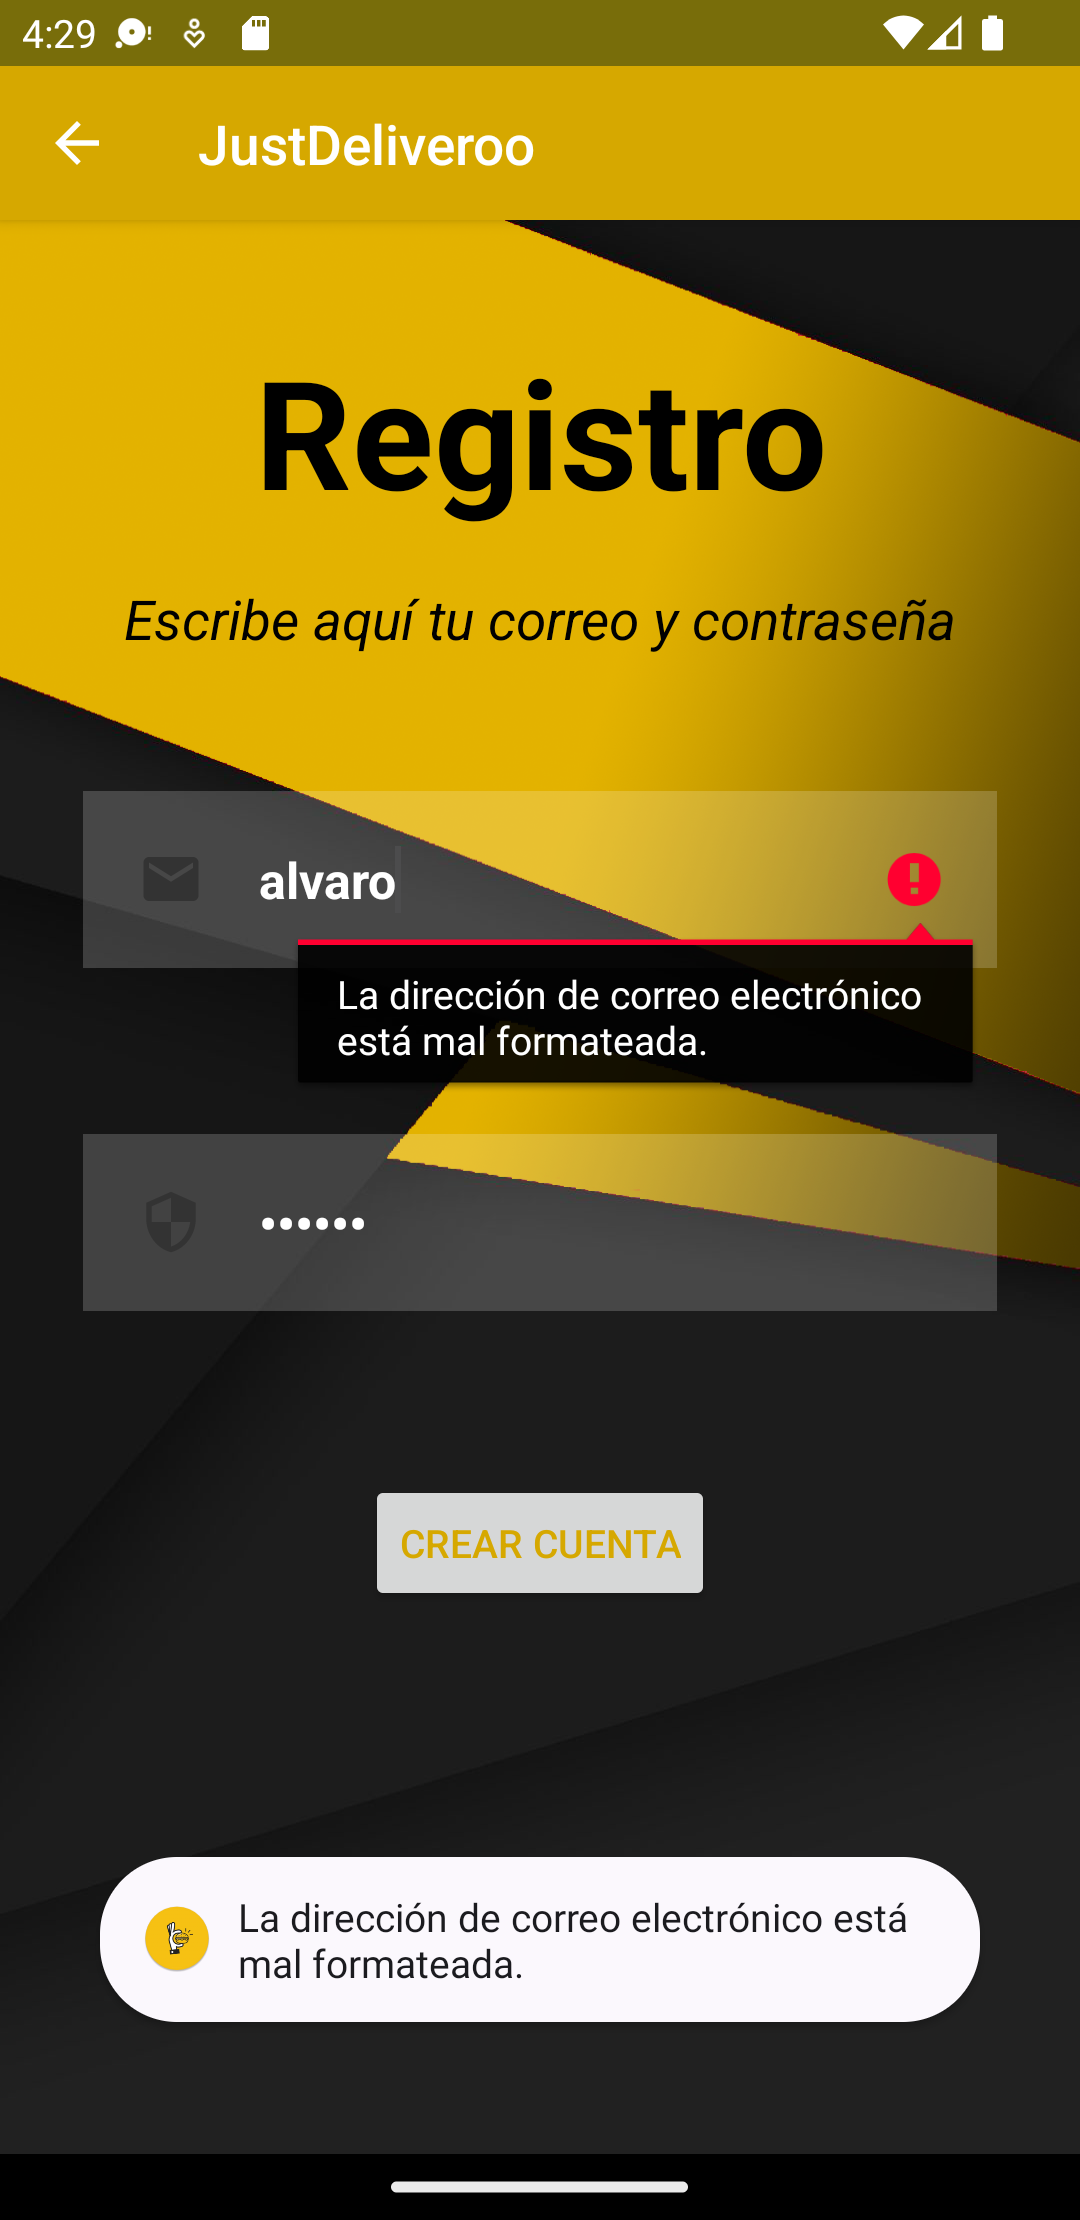 4:29
JustDeliveroo
Registro
Escribe aquí tu correo y contraseña
alvaro
La dirección de correo electrónico
está mal formateada.
••••••
CREAR CUENTA
La dirección de correo electrónico está
mal formateada.